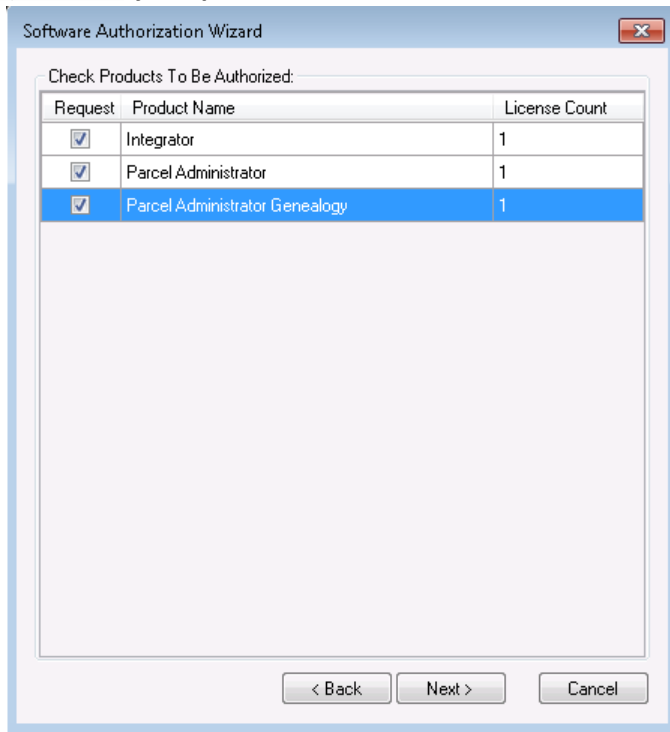 Software Authorization Wizard
Check Products To Be Authorized:
Request Product Name License Count
Integrator 1
Parcel Administrator 1
Parcel Administrator Genealogy 1
< Back Next > Cancel